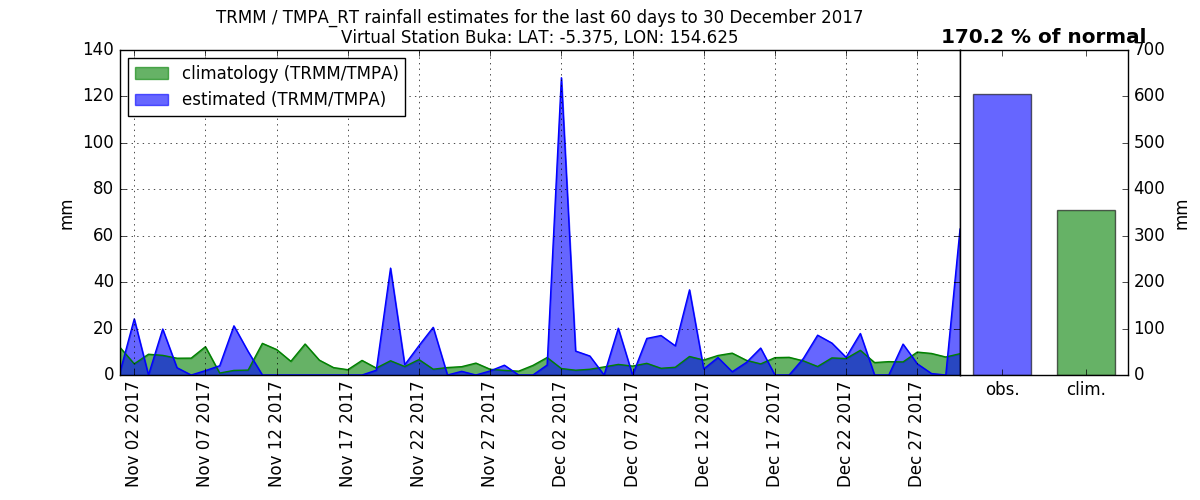 TRMM / TMPA_RT rainfall estimates for the last 60 days to 30 December 2017
Virtual Station Buka: LAT: -5.375, LON: 154.625
170.2 % of normal
climatology (TRMM/TMPA)
estimated (TRMM/TMPA)
mm
140
120
100
80
60
40
20
0
Nov 02 2017
Nov 07 2017
Nov 12 2017
Nov 17 2017
Nov 22 2017
Nov 27 2017
Dec 02 2017
Dec 07 2017
Dec 12 2017
Dec 17 2017
Dec 22 2017
Dec 27 2017
obs.
clim.
700
600
500
400
300
200
100
0
mm